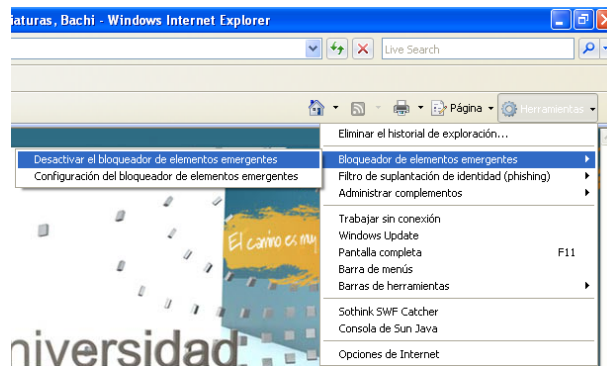 iaturas, Bachi - Windows Internet Explorer
Live Search
Página
Herramientas
Eliminar el historial de exploración...
Desactivar el bloqueador de elementos emergentes
Bloqueador de elementos emergentes
Configuración del bloqueador de elementos emergentes
Filtro de suplantación de identidad (phishing)
Administrar complementos
Trabajar sin conexión
Windows Update
Pantalla completa F11
Barra de menús
Barras de herramientas
El camino es muy
Sothink SWF Catcher
Consola de Sun Java
niversidad
Opciones de Internet